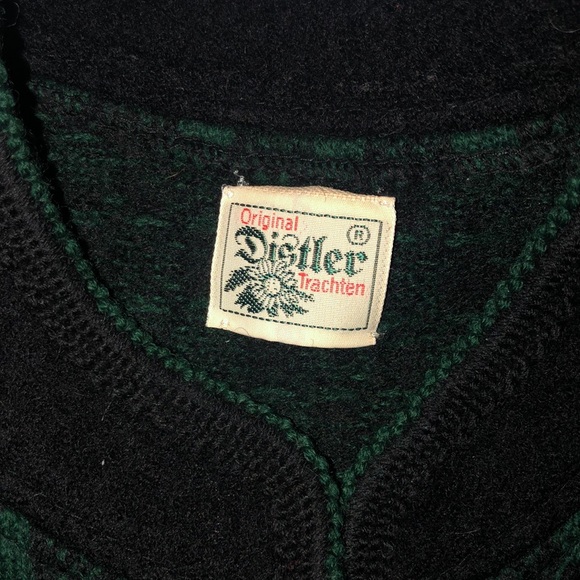 Original
®
Distler
Trachten